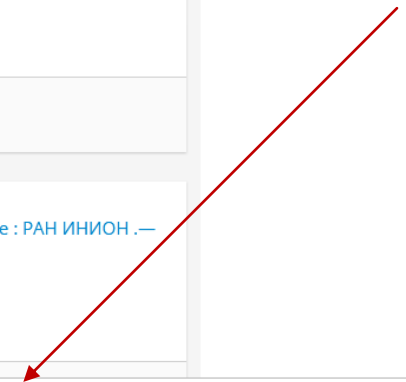 е : РАН ИНИОН .—